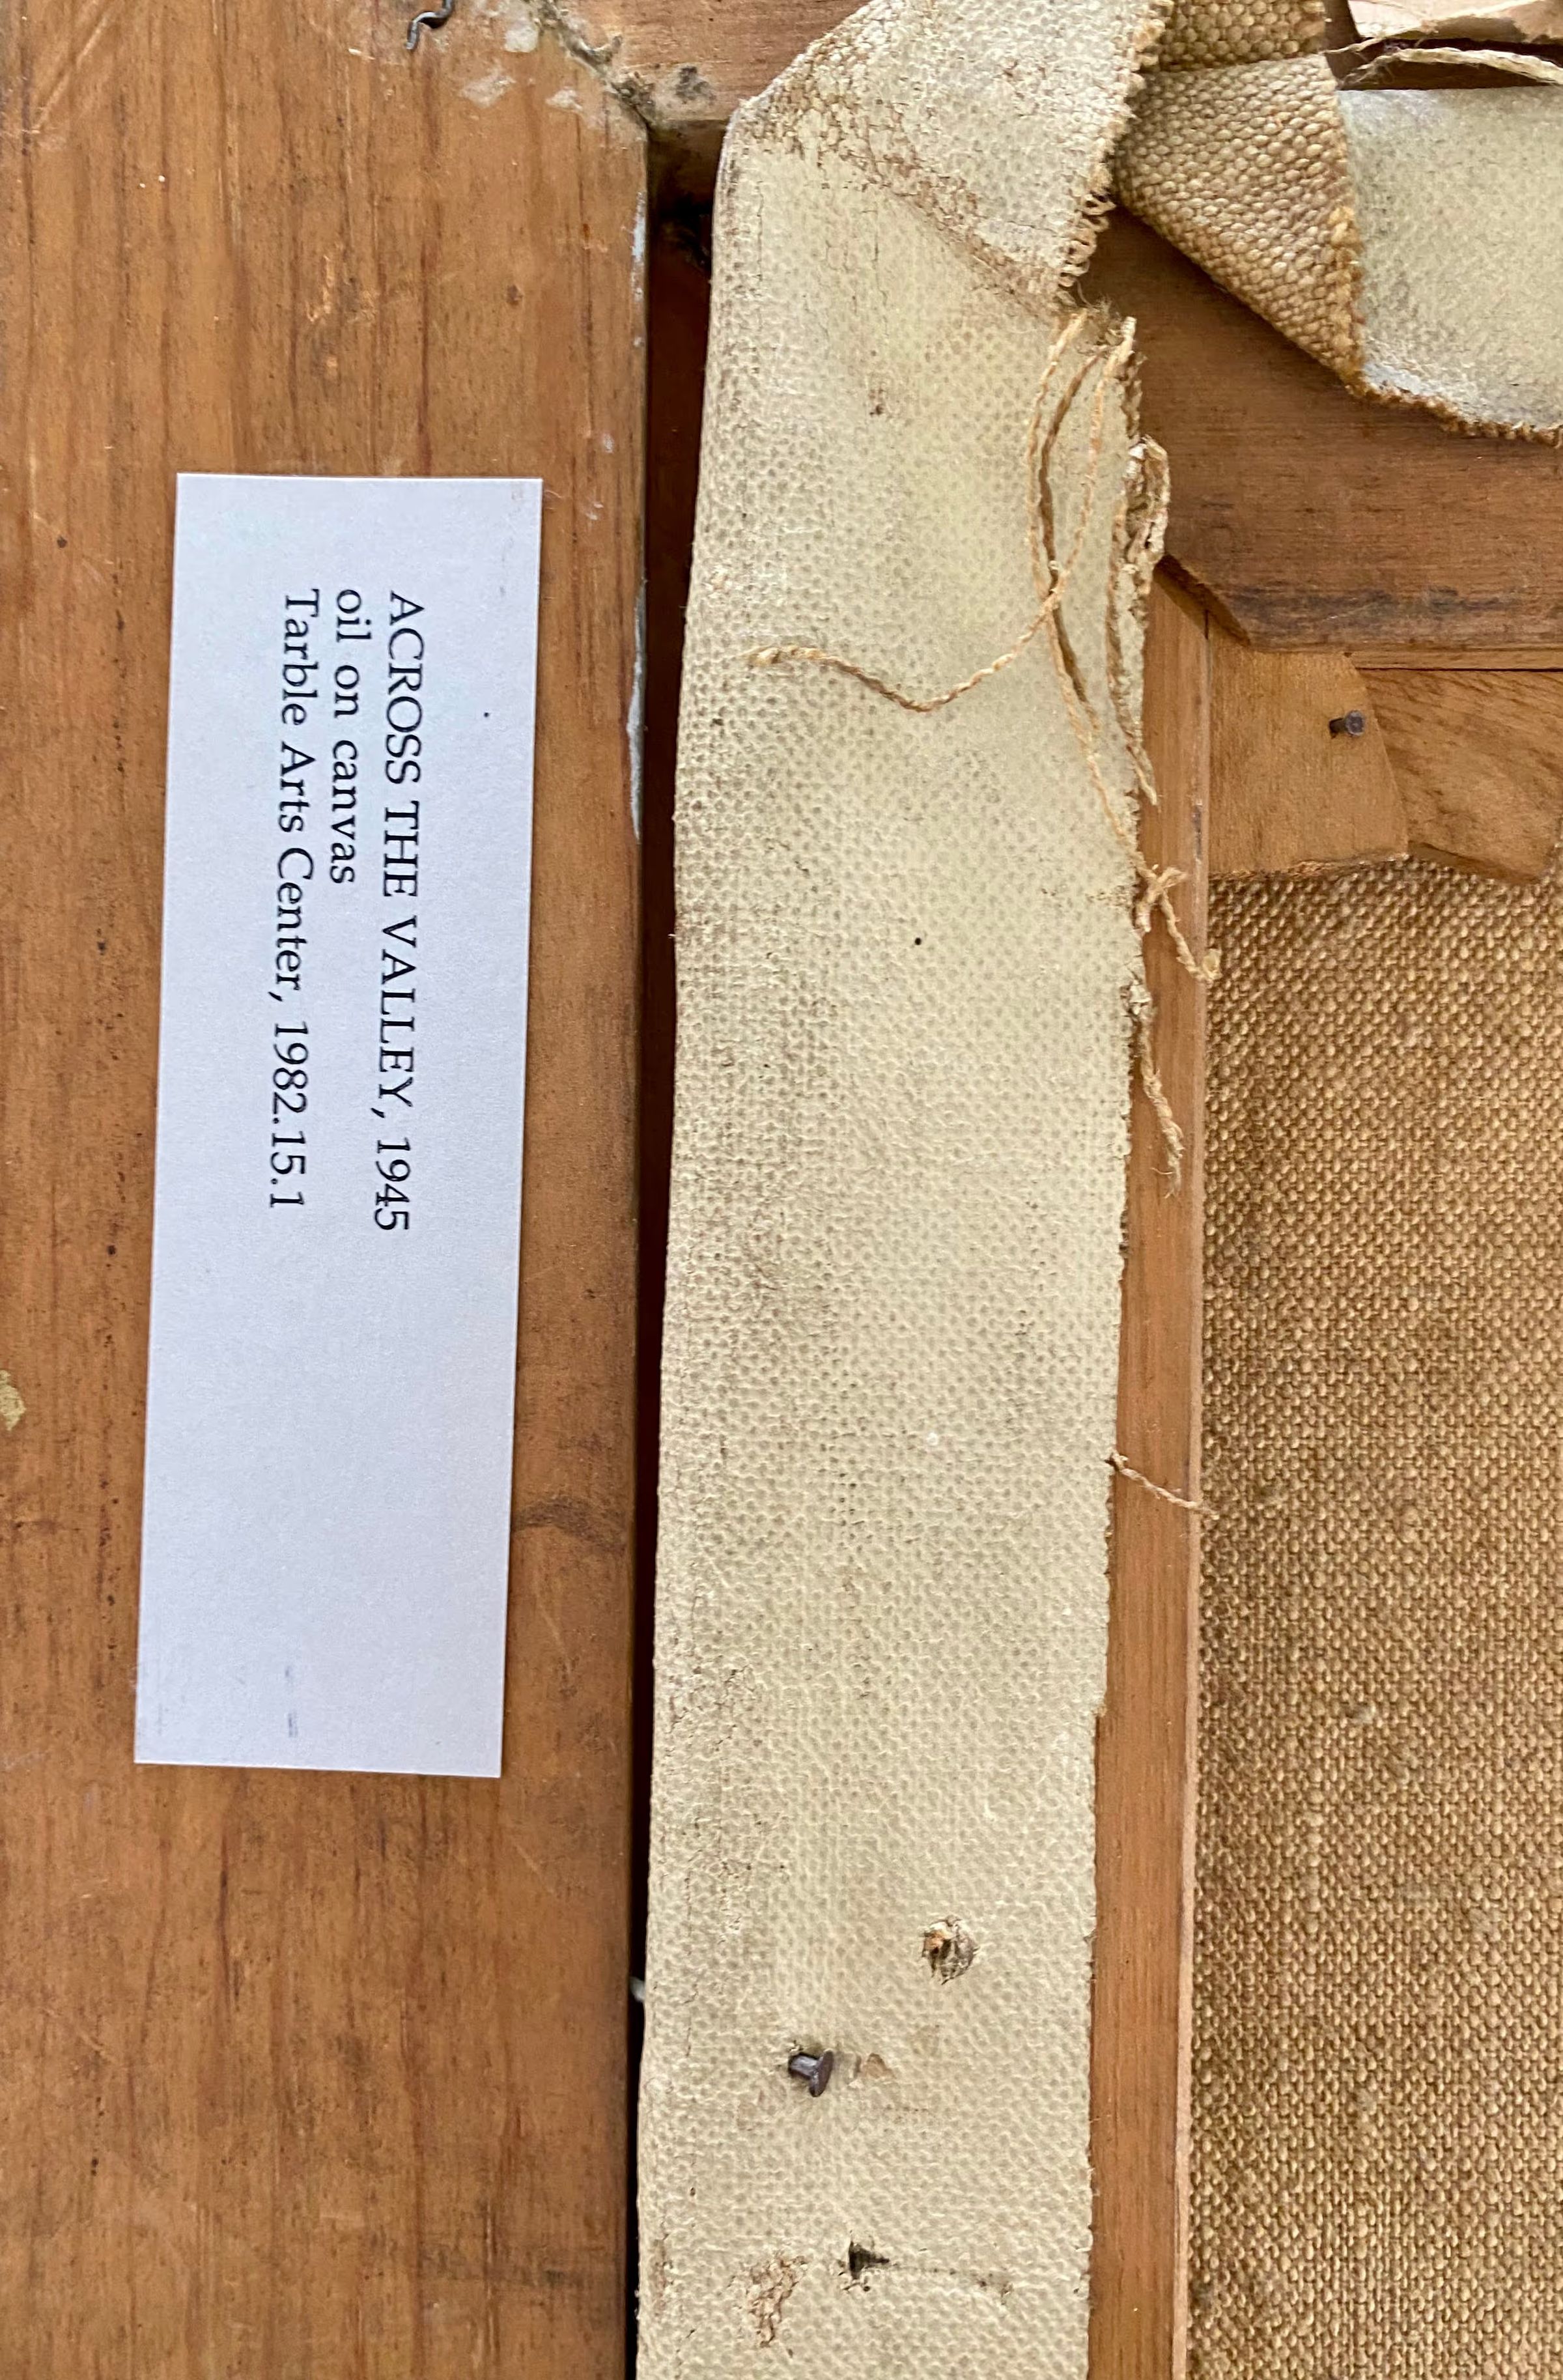 ACROSS THE VALLEY, 1945
oil on canvas
Tarble Arts Center, 1982.15.1